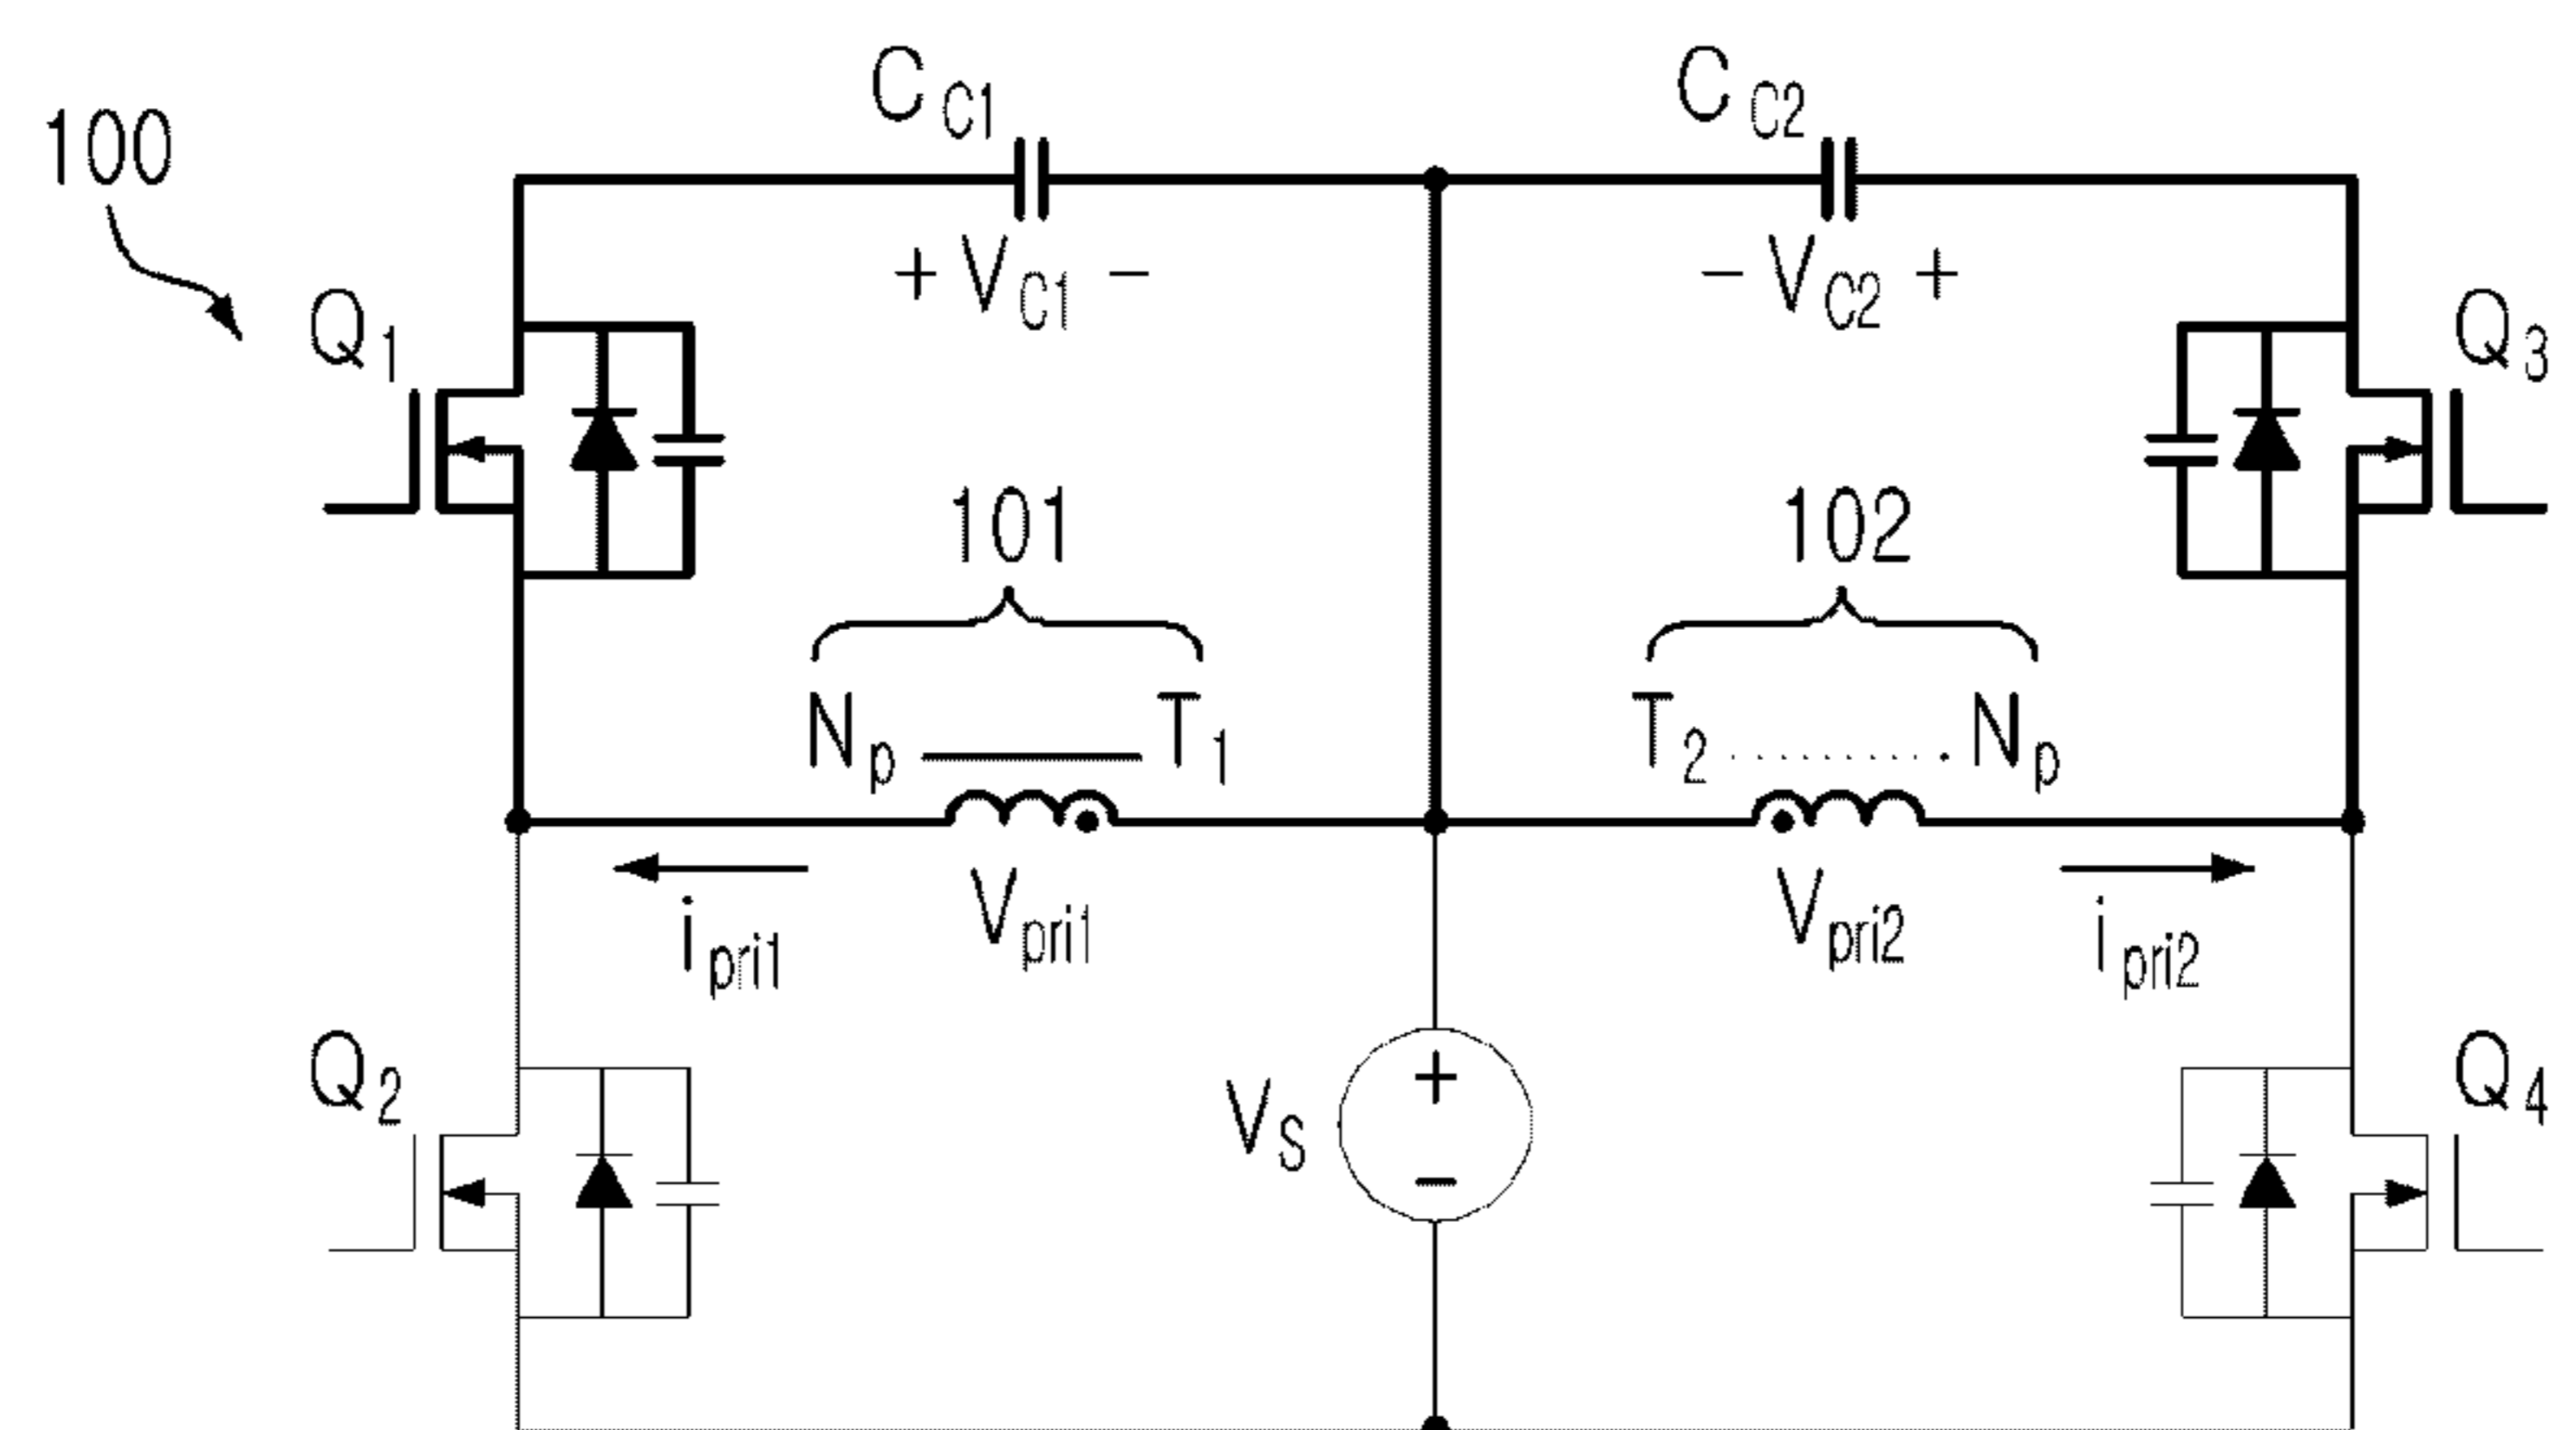 100
C C1
C C2
+ V C1 -
- V C2 +
Q 1
Q 3
101
102
N p T 1
T 2 N p
V pri1
V pri2
i pri1
i pri2
Q 2
V S
+
-
Q 4